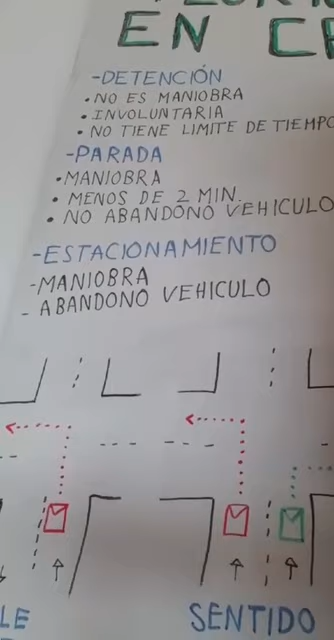 EN
-DETENCIÓN
• NO ES MANIOBRA
• INVOLUNTARIA
• NO TIENE LIMITE DE TIEMPO
-PARADA
• MANIOBRA
• MENOS DE 2 MIN.
• NO ABANDONO VEHICULO
-ESTACIONAMIENTO
-MANIOBRA
- ABANDONO VEHICULO
SENTIDO